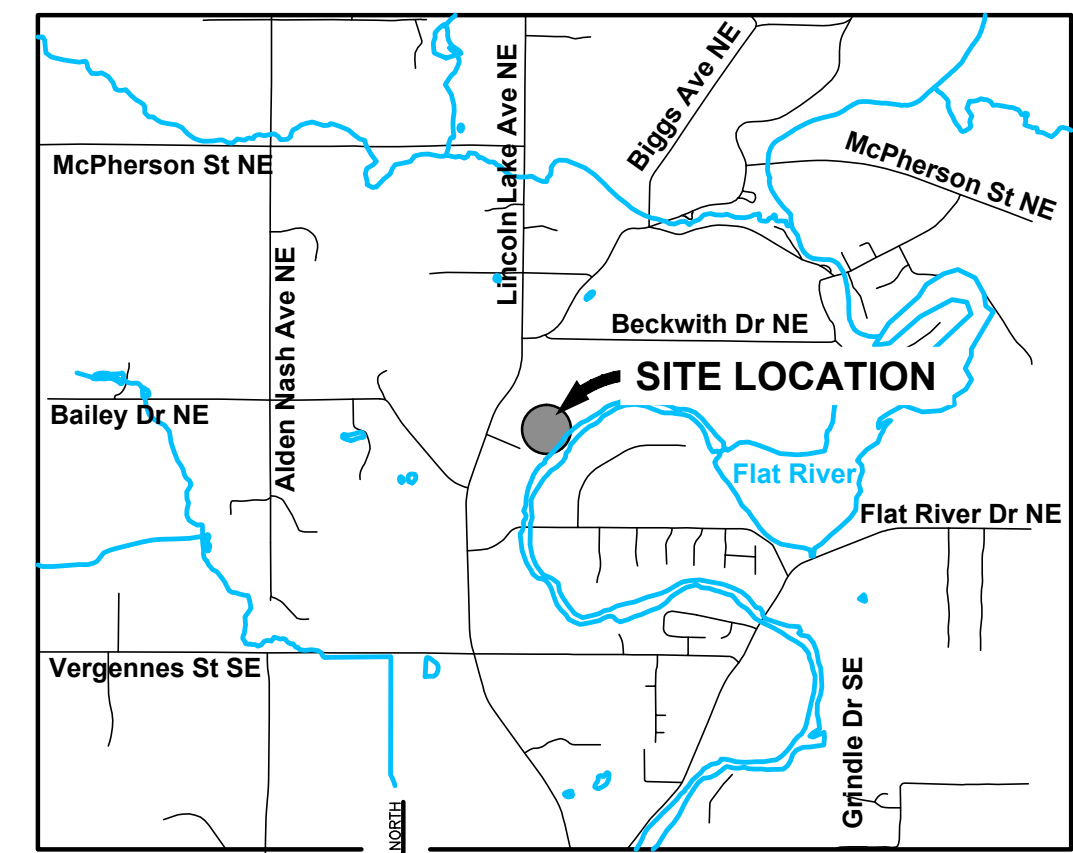 Lincoln Lake Ave NE
Biggs Ave NE
McPherson St NE
McPherson St NE
Alden Nash Ave NE
Beckwith Dr NE
SITE LOCATION
Bailey Dr NE
Flat River
Flat River Dr NE
Vergennes St SE
Grindle Dr SE
NORTH